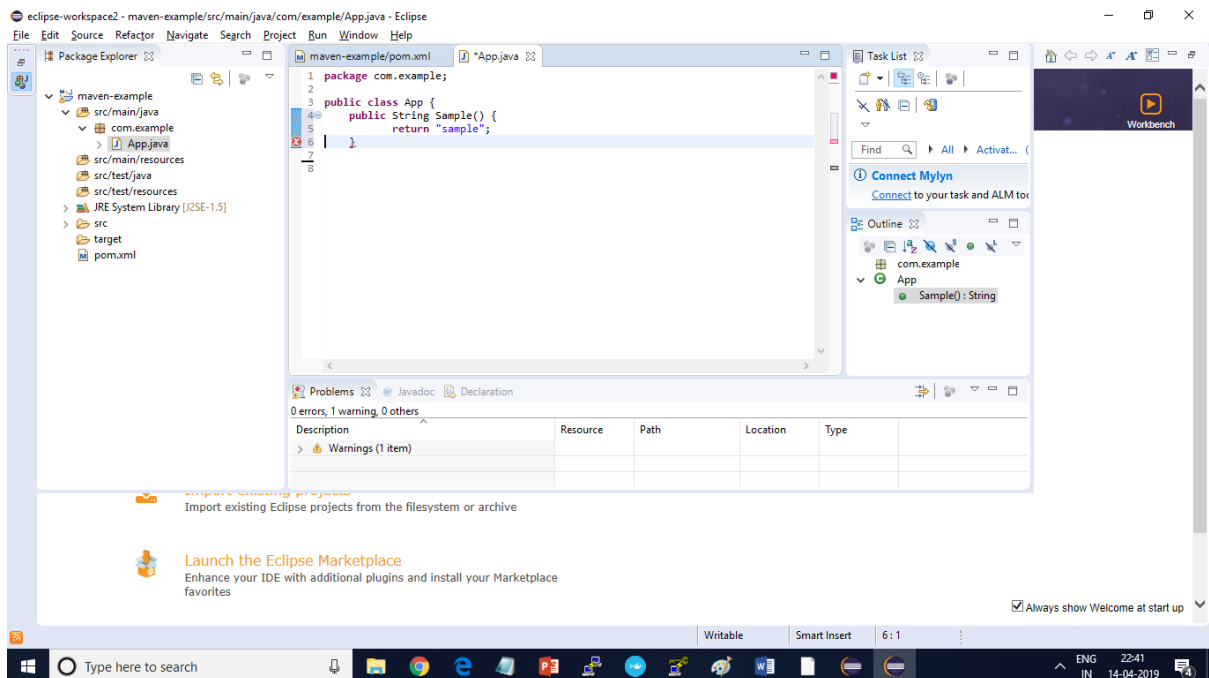 eclipse-workspace2 - maven-example/src/main/java/com/example/App.java - Eclipse
File Edit Source Refactor Navigate Search Project Run Window Help
Package Explorer
maven-example
src/main/java
com.example
App.java
src/main/resources
src/test/java
src/test/resources
JRE System Library [J2SE-1.5]
src
target
pom.xml
maven-example/pom.xml *App.java
1 package com.example;
2
3 public class App {
4 public String Sample() {
5 return "sample";
6 }
7
8
Task List
Find All Activat...
Connect Mylyn
Connect to your task and ALM too
Outline
com.example
App
Sample() : String
Workbench
Problems @ Javadoc Declaration
0 errors, 1 warning, 0 others
Description Resource Path Location Type
Warnings (1 item)
Import existing projects
Import existing Eclipse projects from the filesystem or archive
Launch the Eclipse Marketplace
Enhance your IDE with additional plugins and install your Marketplace
favorites
Always show Welcome at start up
Writable Smart Insert 6 : 1
Type here to search
ENG 22:41
IN 14-04-2019